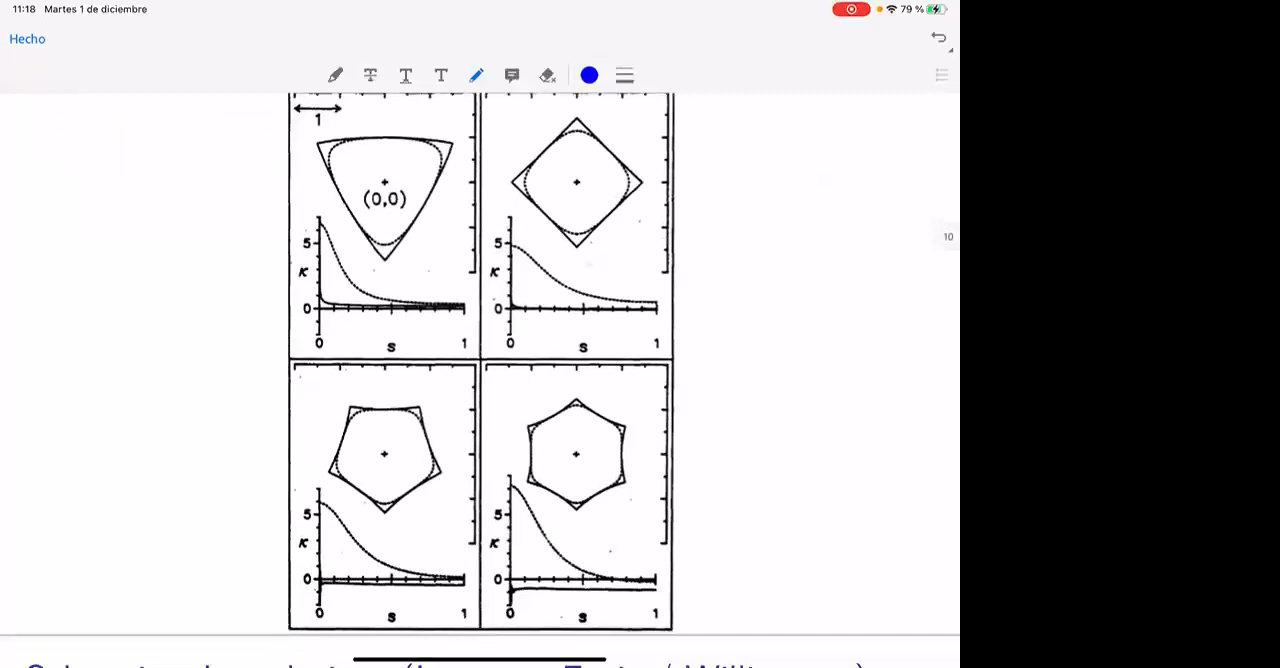 11:18 Martes 1 de diciembre 79 %
Hecho
T T T
10
1
(0,0)
5 5
κ κ
0 0
0 s 1 0 s 1
5 5
κ κ
0 0
0 s 1 0 s 1